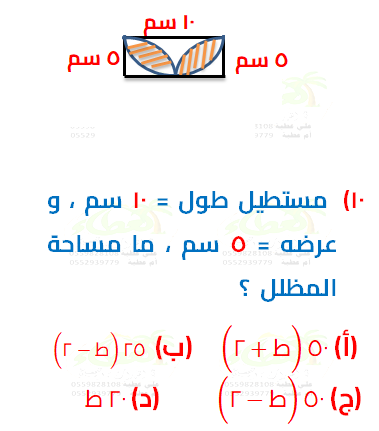 ١٠ سم
٥ سم
٥ سم
١٠) مستطيل طول = ١٠ سم ، و
عرضه = ٥ سم ، ما مساحة
المظلل ؟
(أ) ٥٠ (ط + ٢) (ب) ٢٥ (ط − ٢)
(ج) ٥٠ (ط − ٢) (د) ٢٠ ط